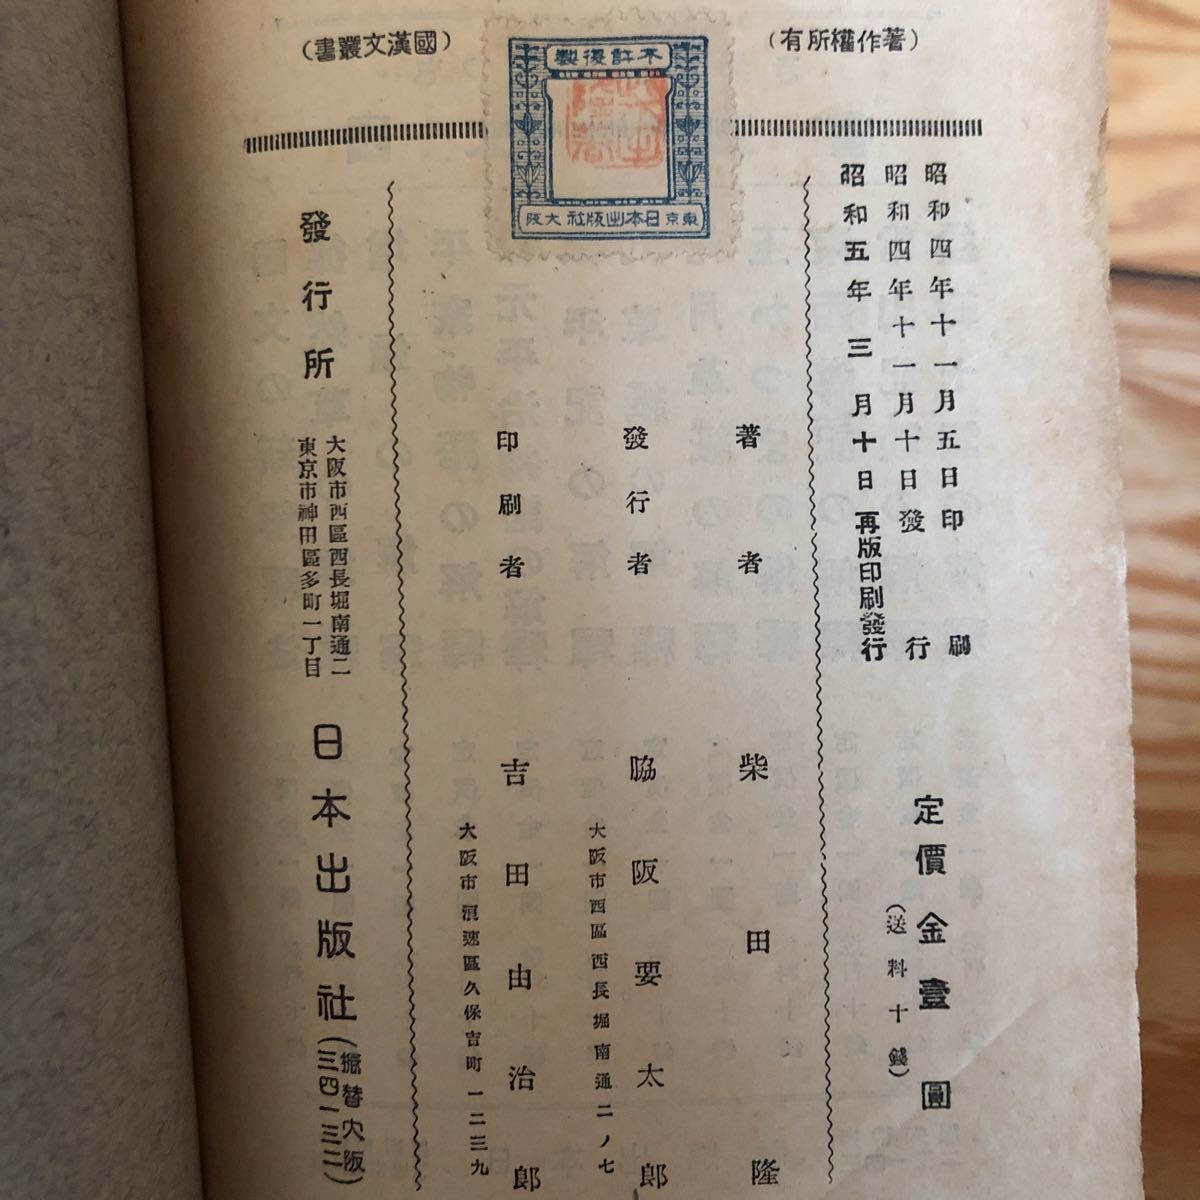 (著作權所有)
(國漢文叢書)
不許復製
東京日本出版社大阪
昭和四年十一月五日印刷
昭和四年十一月十日發行
昭和五年三月十日再版印刷發行
定價金壹圓
(送料十錢)
著者 柴田隆
發行者 脇阪要太郎
大阪市西區西長堀南通二ノ七
印刷者 吉田由治郎
大阪市浪速區久保吉町一二三九
發行所
大阪市西區西長堀南通二
東京市神田區多町一丁目
日本出版社
(振替大阪
三四一三二)